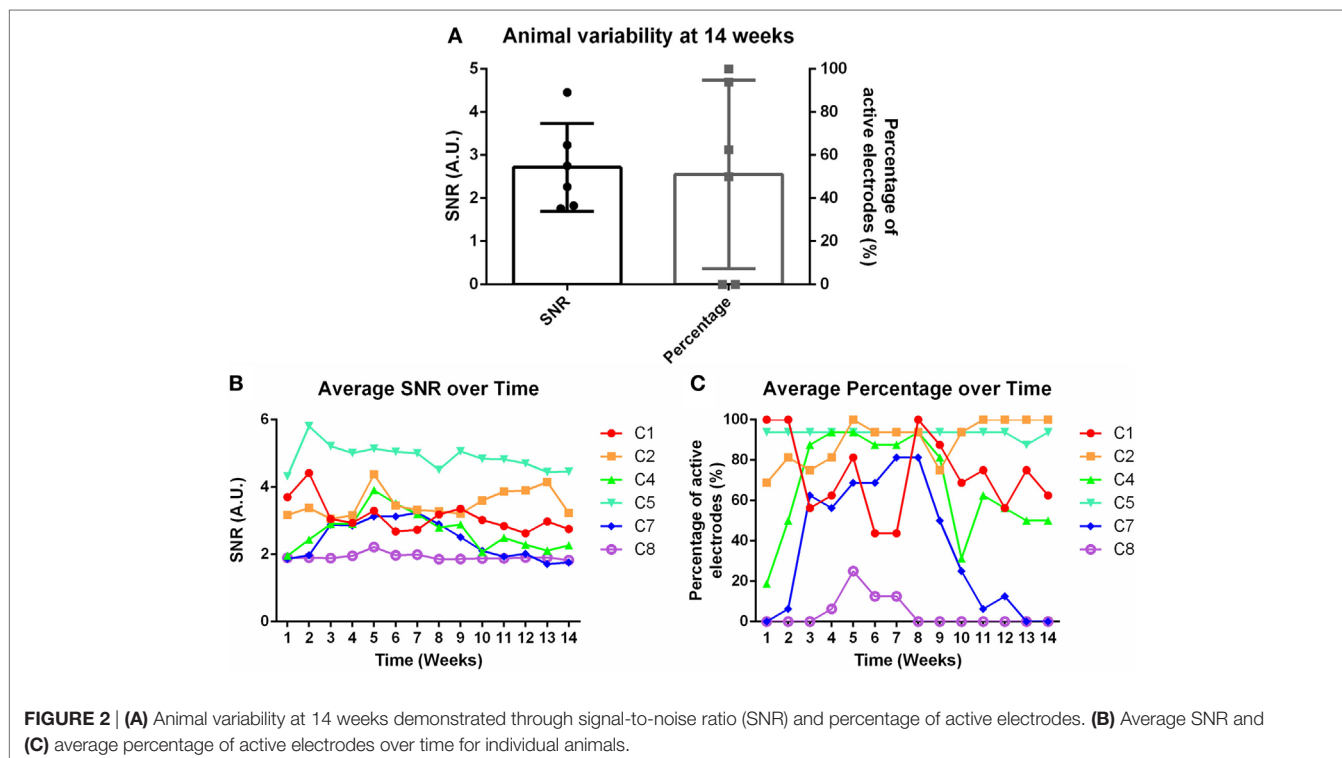 A Animal variability at 14 weeks
5
4
3
2
1
0
SNR (A.U.)
100
80
60
40
20
0
Percentage of
active electrodes (%)
SNR
Percentage
B Average SNR over Time
6
4
2
0
SNR (A.U.)
1 2 3 4 5 6 7 8 9 10 11 12 13 14
Time (Weeks)
C1
C2
C4
C5
C7
C8
C Average Percentage over Time
100
80
60
40
20
0
Percentage of active
electrodes (%)
1 2 3 4 5 6 7 8 9 10 11 12 13 14
Time (Weeks)
C1
C2
C4
C5
C7
C8
FIGURE 2 | (A) Animal variability at 14 weeks demonstrated through signal-to-noise ratio (SNR) and percentage of active electrodes. (B) Average SNR and
(C) average percentage of active electrodes over time for individual animals.